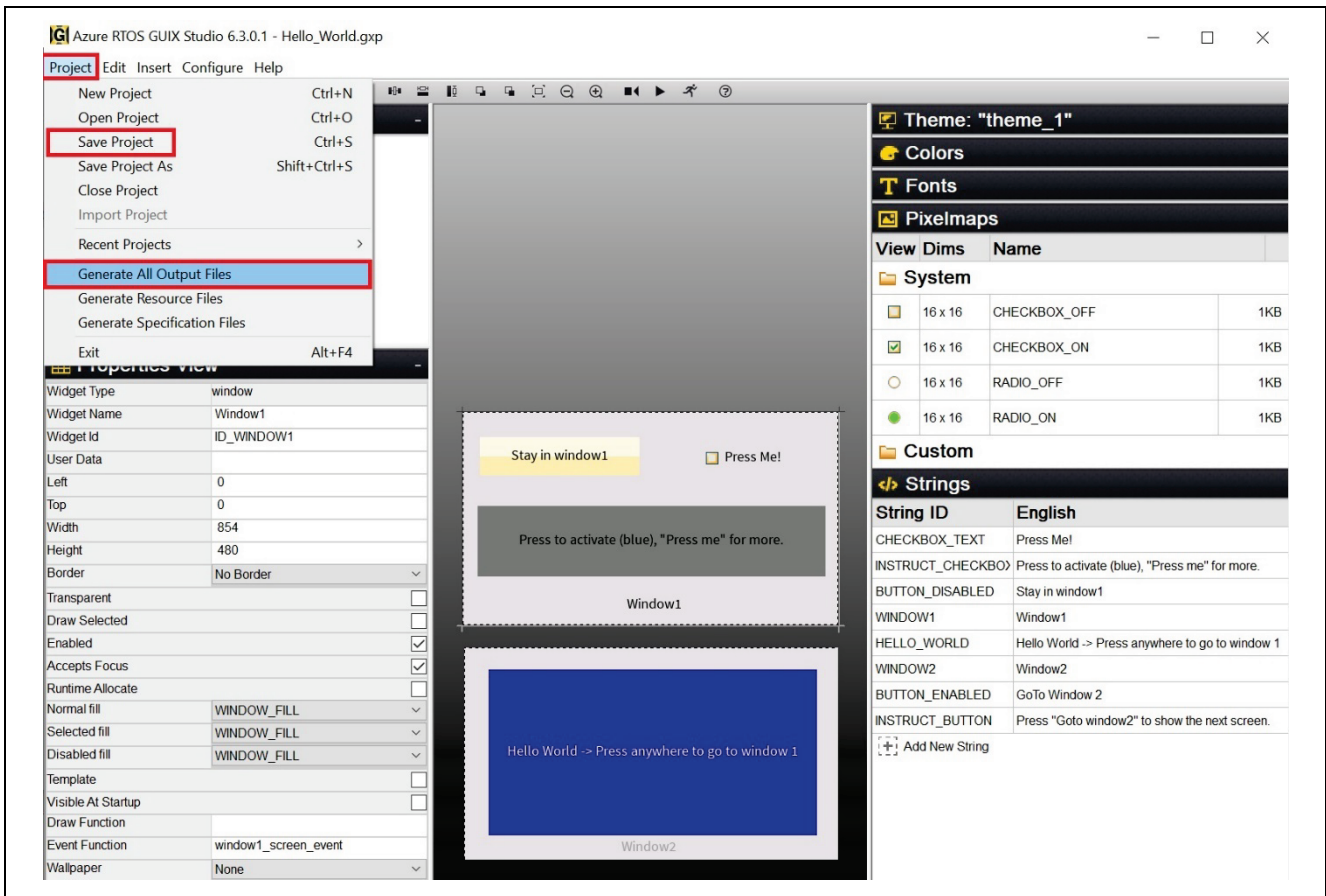 Azure RTOS GUIX Studio 6.3.0.1 - Hello_World.gxp
Project Edit Insert Configure Help
New Project Ctrl+N
Open Project Ctrl+O
Save Project Ctrl+S
Save Project As Shift+Ctrl+S
Close Project
Import Project
Recent Projects
Generate All Output Files
Generate Resource Files
Generate Specification Files
Exit Alt+F4
Properties View
Widget Type window
Widget Name Window1
Widget Id ID_WINDOW1
User Data
Left 0
Top 0
Width 854
Height 480
Border No Border
Transparent
Draw Selected
Enabled
Accepts Focus
Runtime Allocate
Normal fill WINDOW_FILL
Selected fill WINDOW_FILL
Disabled fill WINDOW_FILL
Template
Visible At Startup
Draw Function
Event Function window1_screen_event
Wallpaper None
Stay in window1 Press Me!
Press to activate (blue), "Press me" for more.
Window1
Hello World -> Press anywhere to go to window 1
Window2
Theme: "theme_1"
Colors
Fonts
Pixelmaps
View Dims Name
System
16 x 16 CHECKBOX_OFF 1KB
16 x 16 CHECKBOX_ON 1KB
16 x 16 RADIO_OFF 1KB
16 x 16 RADIO_ON 1KB
Custom
Strings
String ID English
CHECKBOX_TEXT Press Me!
INSTRUCT_CHECKBOX Press to activate (blue), "Press me" for more.
BUTTON_DISABLED Stay in window1
WINDOW1 Window1
HELLO_WORLD Hello World -> Press anywhere to go to window 1
WINDOW2 Window2
BUTTON_ENABLED GoTo Window 2
INSTRUCT_BUTTON Press "Goto window2" to show the next screen.
Add New String